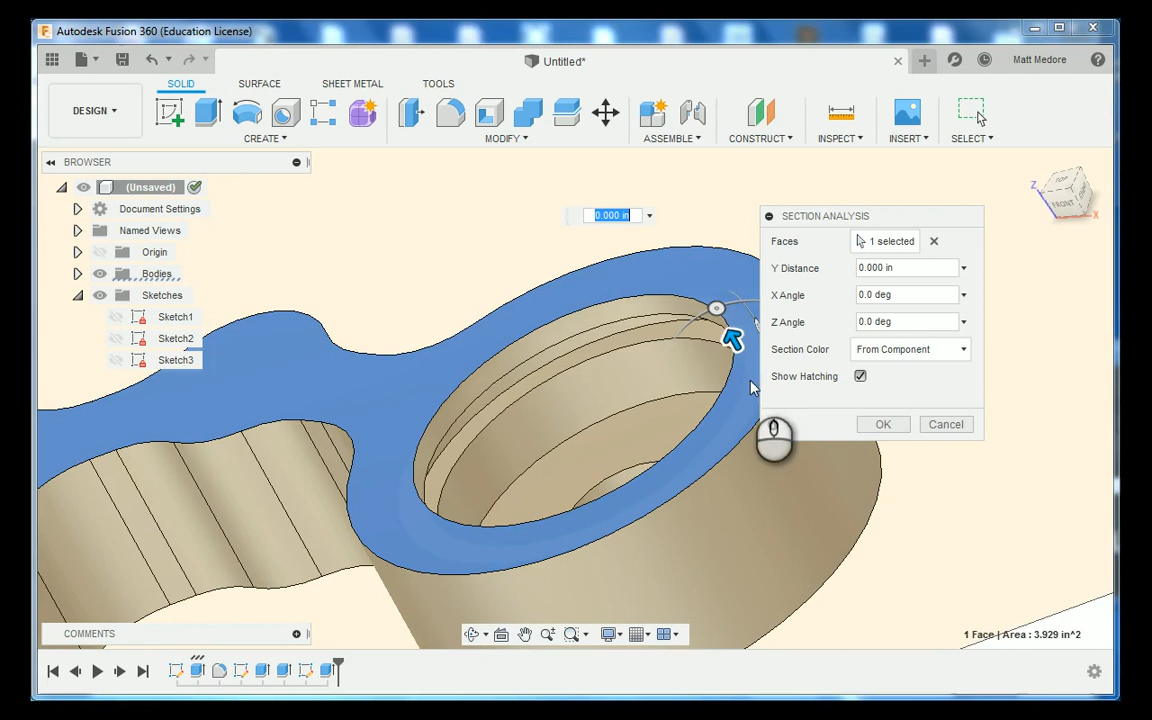 Autodesk Fusion 360 (Education License)
Untitled*
Matt Medore
DESIGN
SOLID
SURFACE
SHEET METAL
TOOLS
CREATE
MODIFY
ASSEMBLE
CONSTRUCT
INSPECT
INSERT
SELECT
BROWSER
(Unsaved)
Document Settings
Named Views
Origin
Bodies
Sketches
Sketch1
Sketch2
Sketch3
0.000 in
TOP
FRONT
Z
X
SECTION ANALYSIS
Faces 1 selected
Y Distance 0.000 in
X Angle 0.0 deg
Z Angle 0.0 deg
Section Color From Component
Show Hatching
OK Cancel
COMMENTS
1 Face | Area : 3.929 in^2